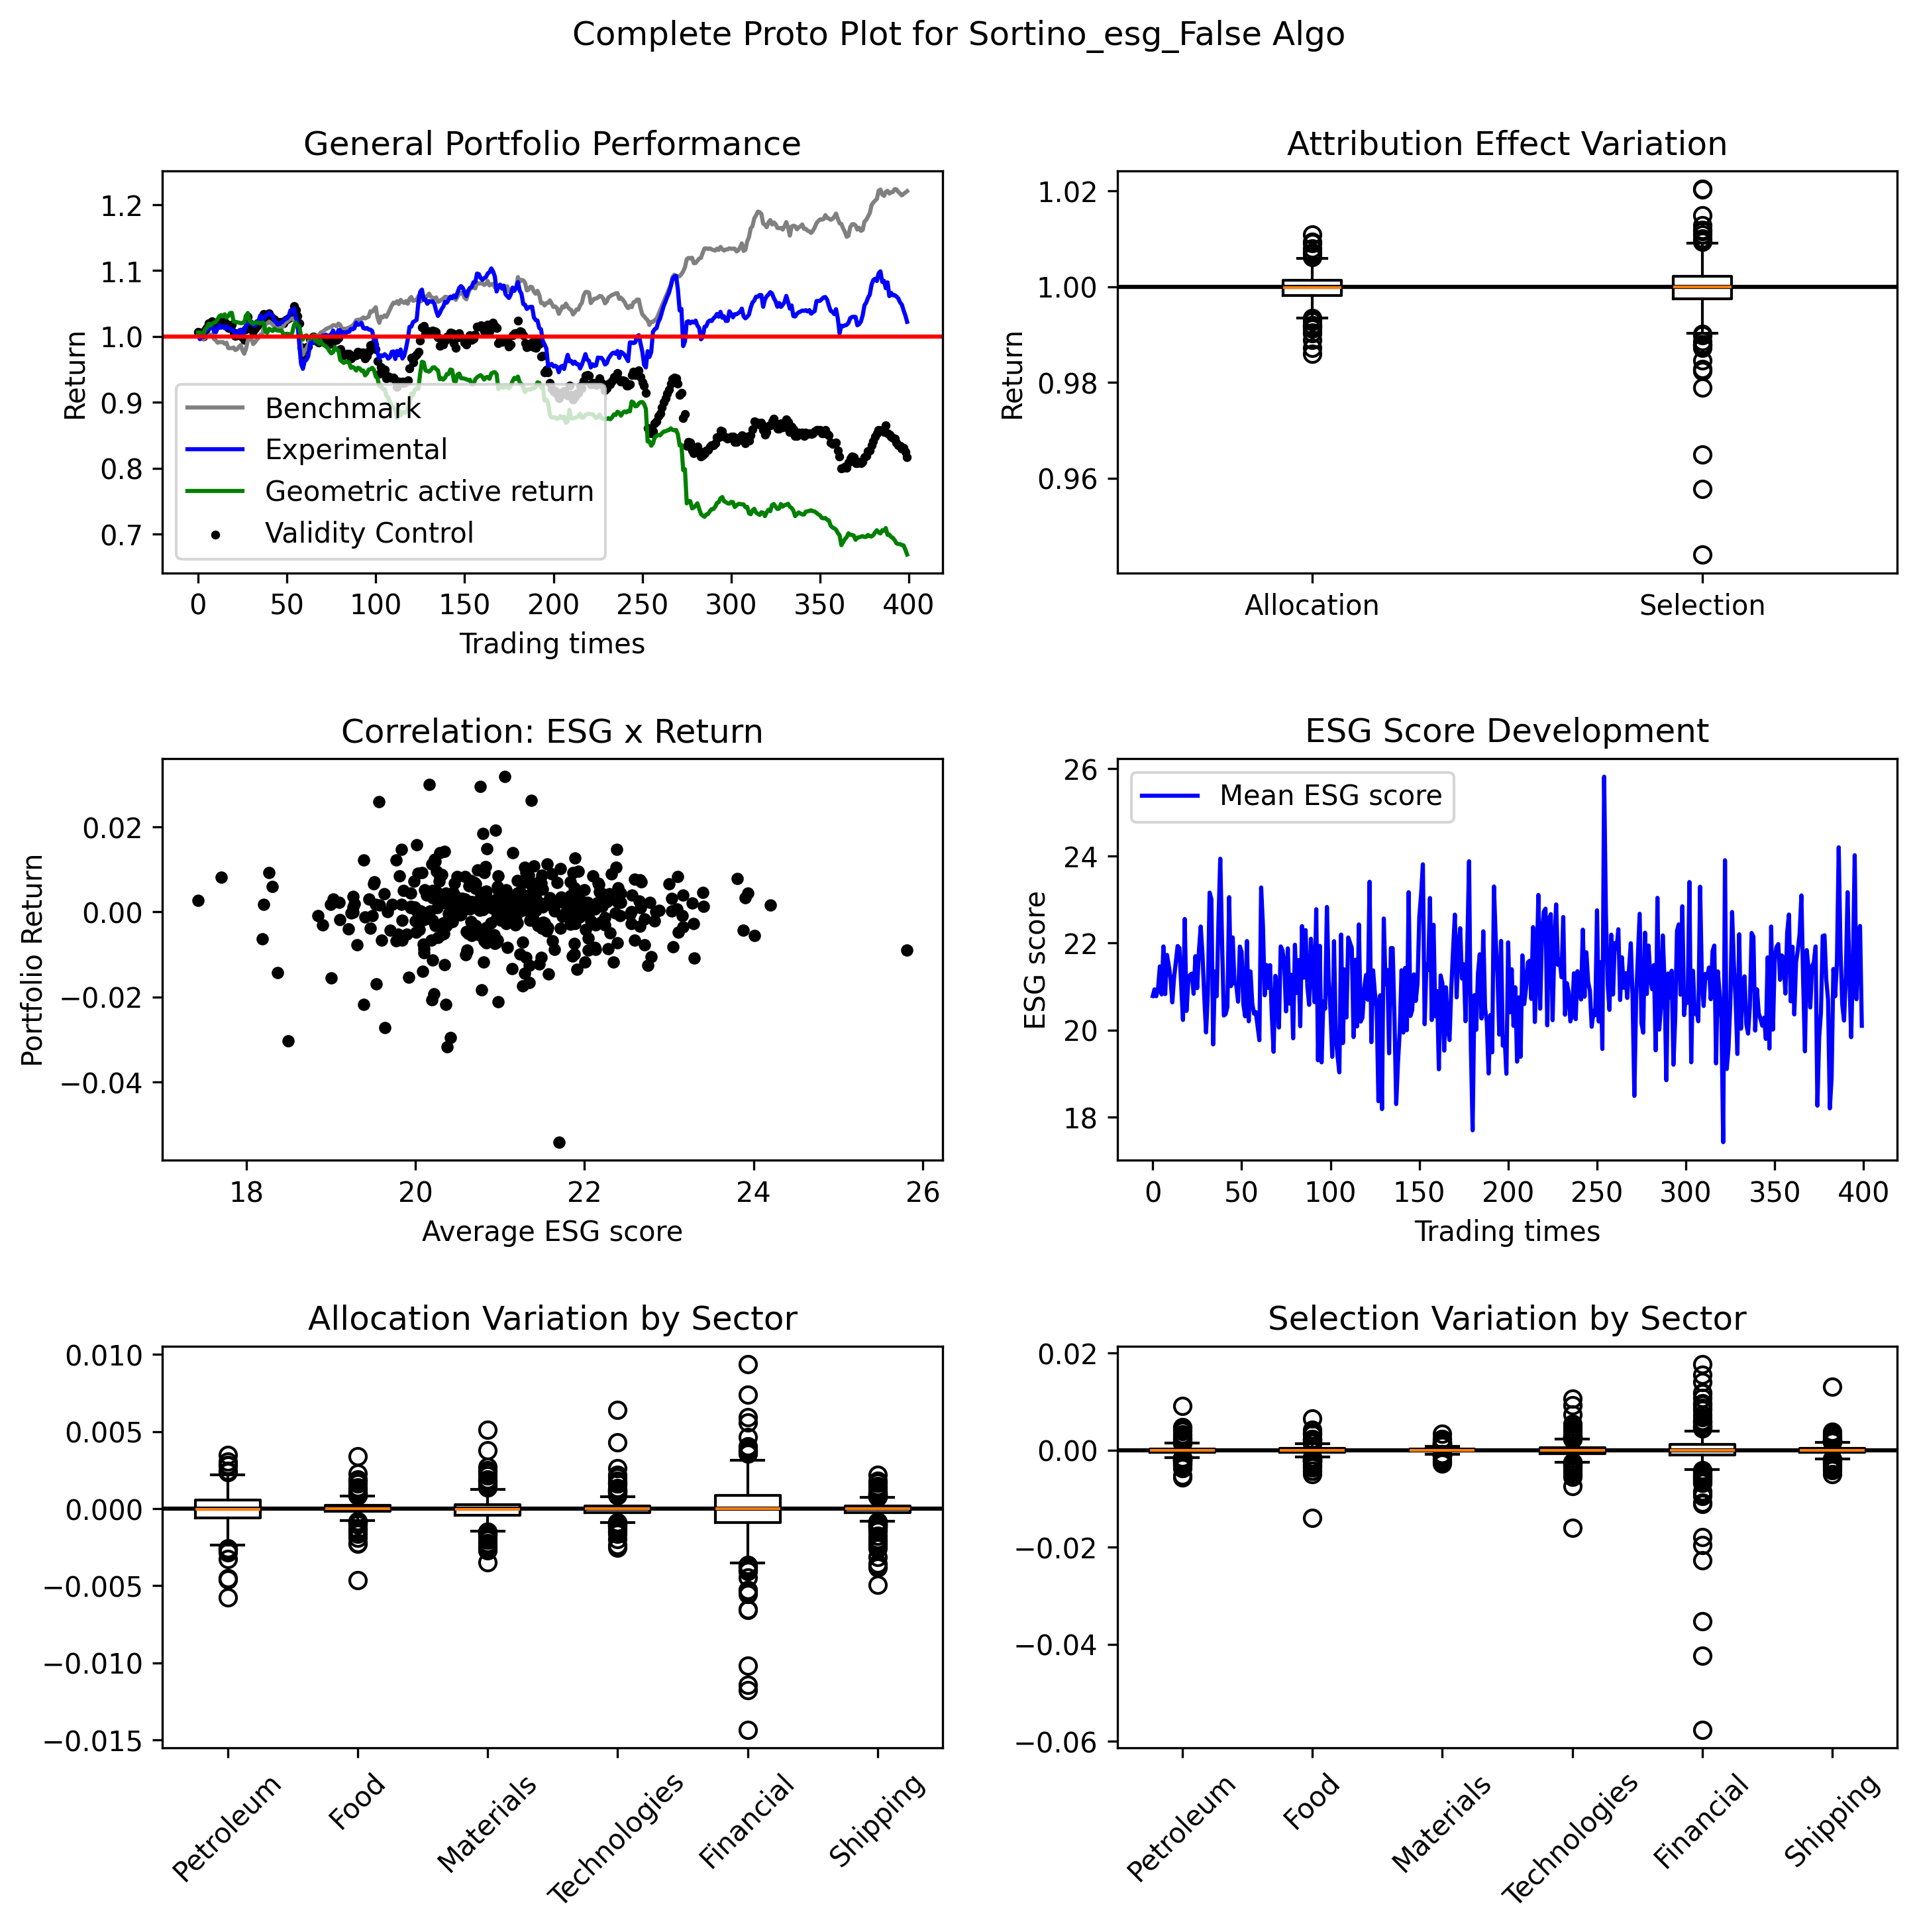 Complete Proto Plot for Sortino_esg_False Algo
General Portfolio Performance
Return
1.2
1.1
1.0
0.9
0.8
0.7
Benchmark
Experimental
Geometric active return
Validity Control
0 50 100 150 200 250 300 350 400
Trading times
Attribution Effect Variation
Return
1.02
1.00
0.98
0.96
Allocation Selection
Correlation: ESG x Return
Portfolio Return
0.02
0.00
−0.02
−0.04
18 20 22 24 26
Average ESG score
ESG Score Development
ESG score
26
24
22
20
18
Mean ESG score
0 50 100 150 200 250 300 350 400
Trading times
Allocation Variation by Sector
0.010
0.005
0.000
−0.005
−0.010
−0.015
Petroleum Food Materials Technologies Financial Shipping
Selection Variation by Sector
0.02
0.00
−0.02
−0.04
−0.06
Petroleum Food Materials Technologies Financial Shipping